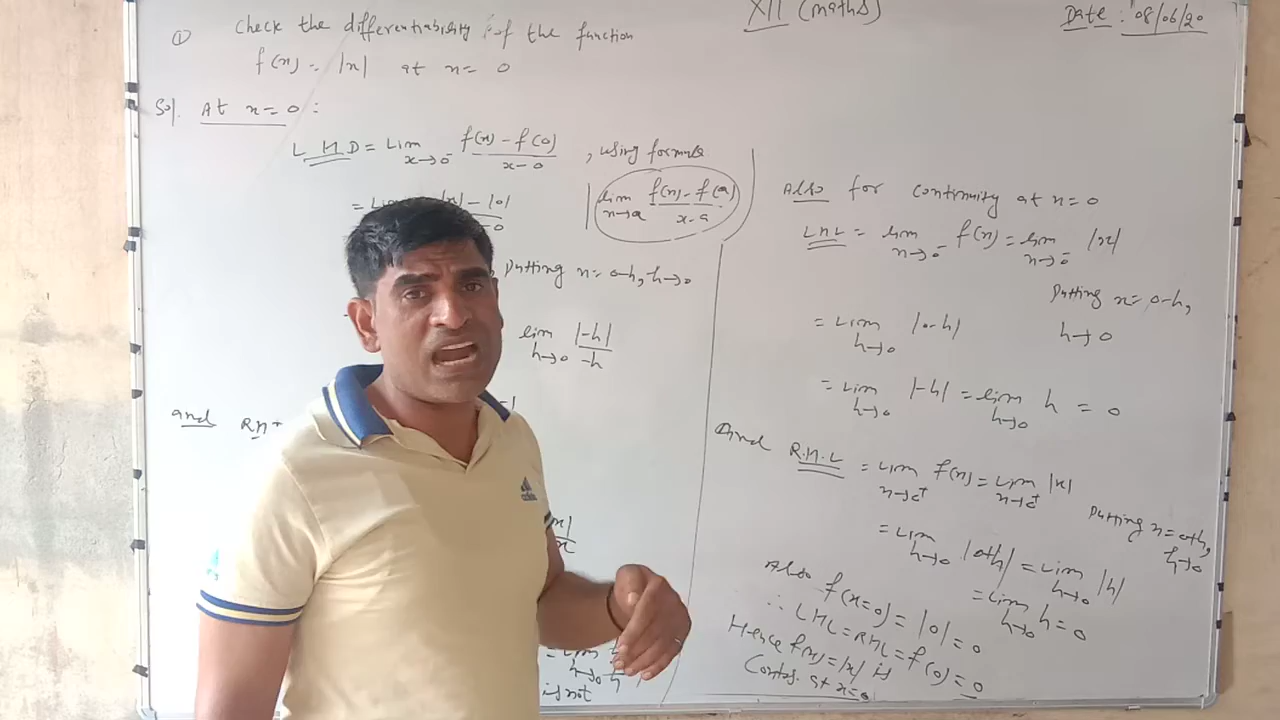 XII (maths)
Date : 08/06/20
① Check the differentiability of the function
f(x) = |x| at x = 0
Sol. At x = 0 :
L H D = Lim x→0⁻ f(x) - f(0) / x - 0 , using formula
= |x| - |0|
lim x→a f(x) - f(a) / x - a
Putting x = 0-h, h→0
lim h→0 |-h| / -h
and
is not
Also for continuity at x = 0
LHL = lim x→0⁻ f(x) = lim x→0⁻ |x|
Putting x = 0-h,
h→0
= Lim h→0 |0-h|
= Lim h→0 |-h| = lim h→0 h = 0
And R.H.L = Lim x→0⁺ f(x) = Lim x→0⁺ |x|
Putting x = 0+h,
h→0
= Lim h→0 |0+h| = Lim h→0 |h|
= Lim h→0 h = 0
Also f(x=0) = |0| = 0
∴ LHL = RHL = f(0) = 0
Hence f(x) = |x| is
Contns. at x = 0
adidas